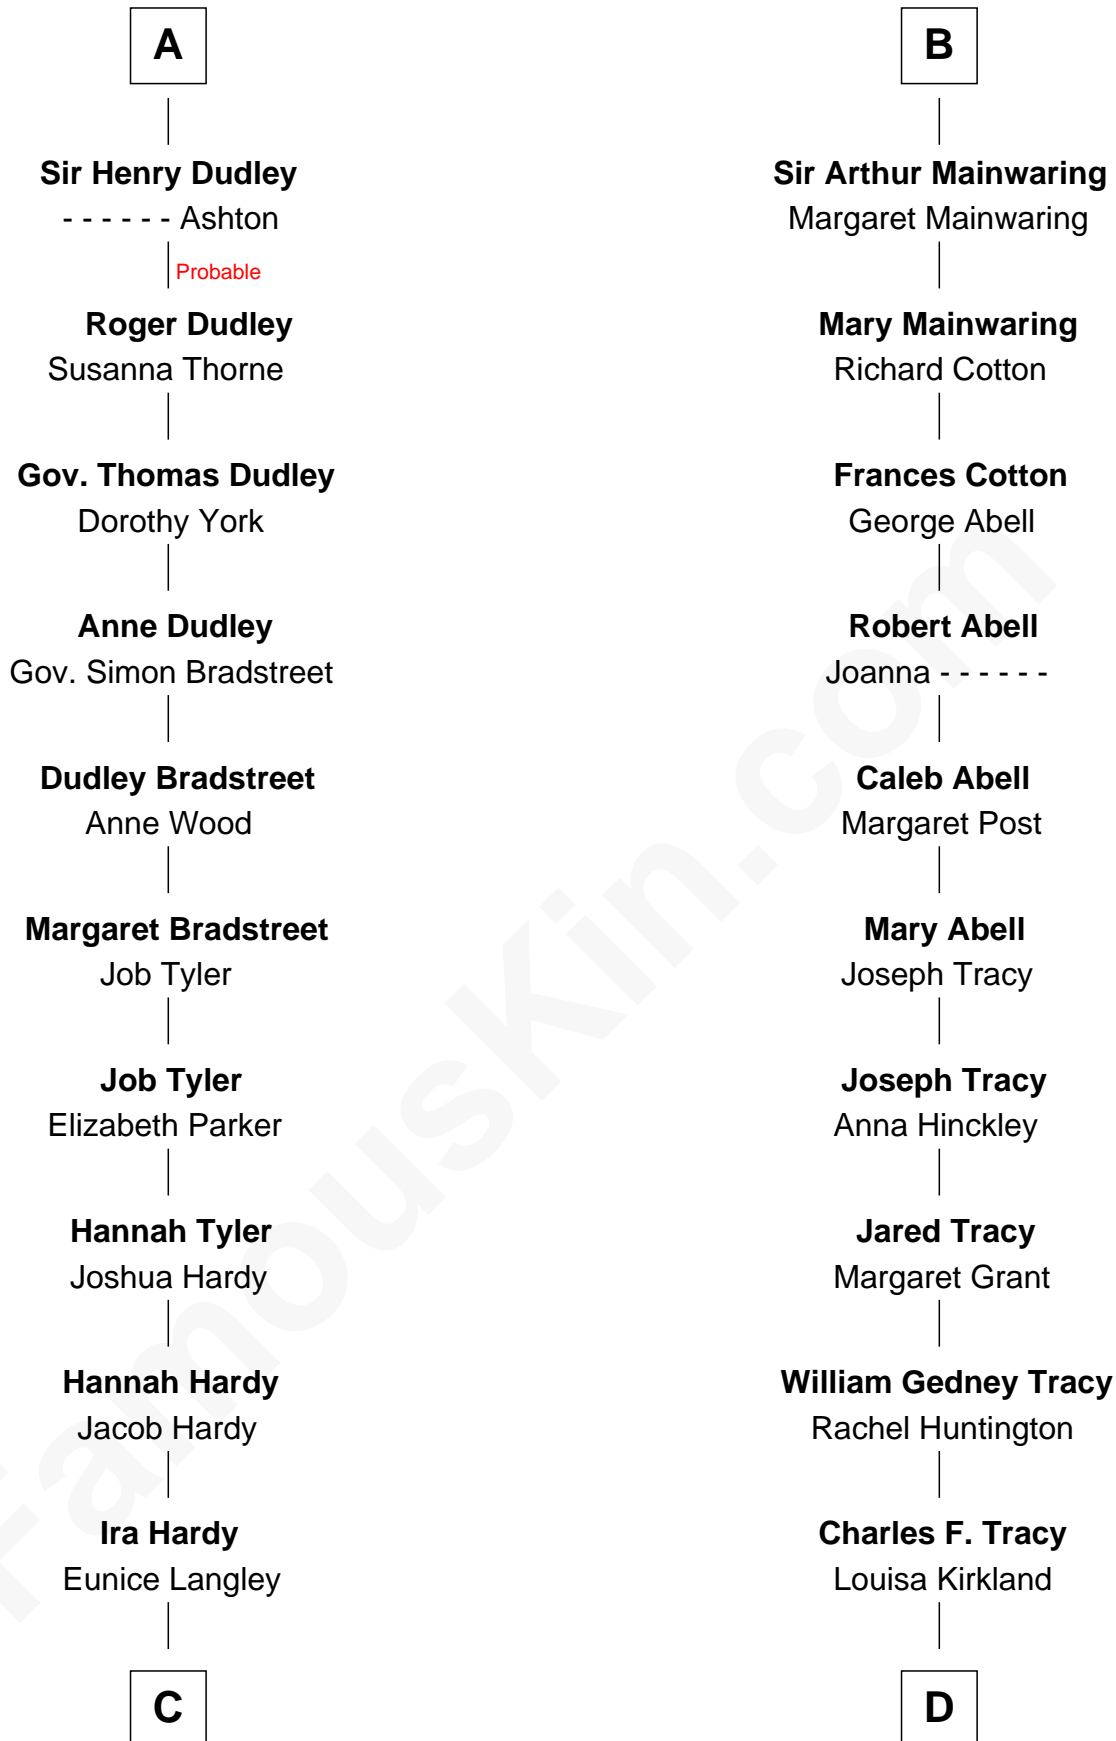 A
Sir Henry Dudley
- - - - - - Ashton
Probable
Roger Dudley
Susanna Thorne
Gov. Thomas Dudley
Dorothy York
Anne Dudley
Gov. Simon Bradstreet
Dudley Bradstreet
Anne Wood
Margaret Bradstreet
Job Tyler
Job Tyler
Elizabeth Parker
Hannah Tyler
Joshua Hardy
Hannah Hardy
Jacob Hardy
Ira Hardy
Eunice Langley
C
B
Sir Arthur Mainwaring
Margaret Mainwaring
Mary Mainwaring
Richard Cotton
Frances Cotton
George Abell
Robert Abell
Joanna - - - - - -
Caleb Abell
Margaret Post
Mary Abell
Joseph Tracy
Joseph Tracy
Anna Hinckley
Jared Tracy
Margaret Grant
William Gedney Tracy
Rachel Huntington
Charles F. Tracy
Louisa Kirkland
D
FamousKin.com